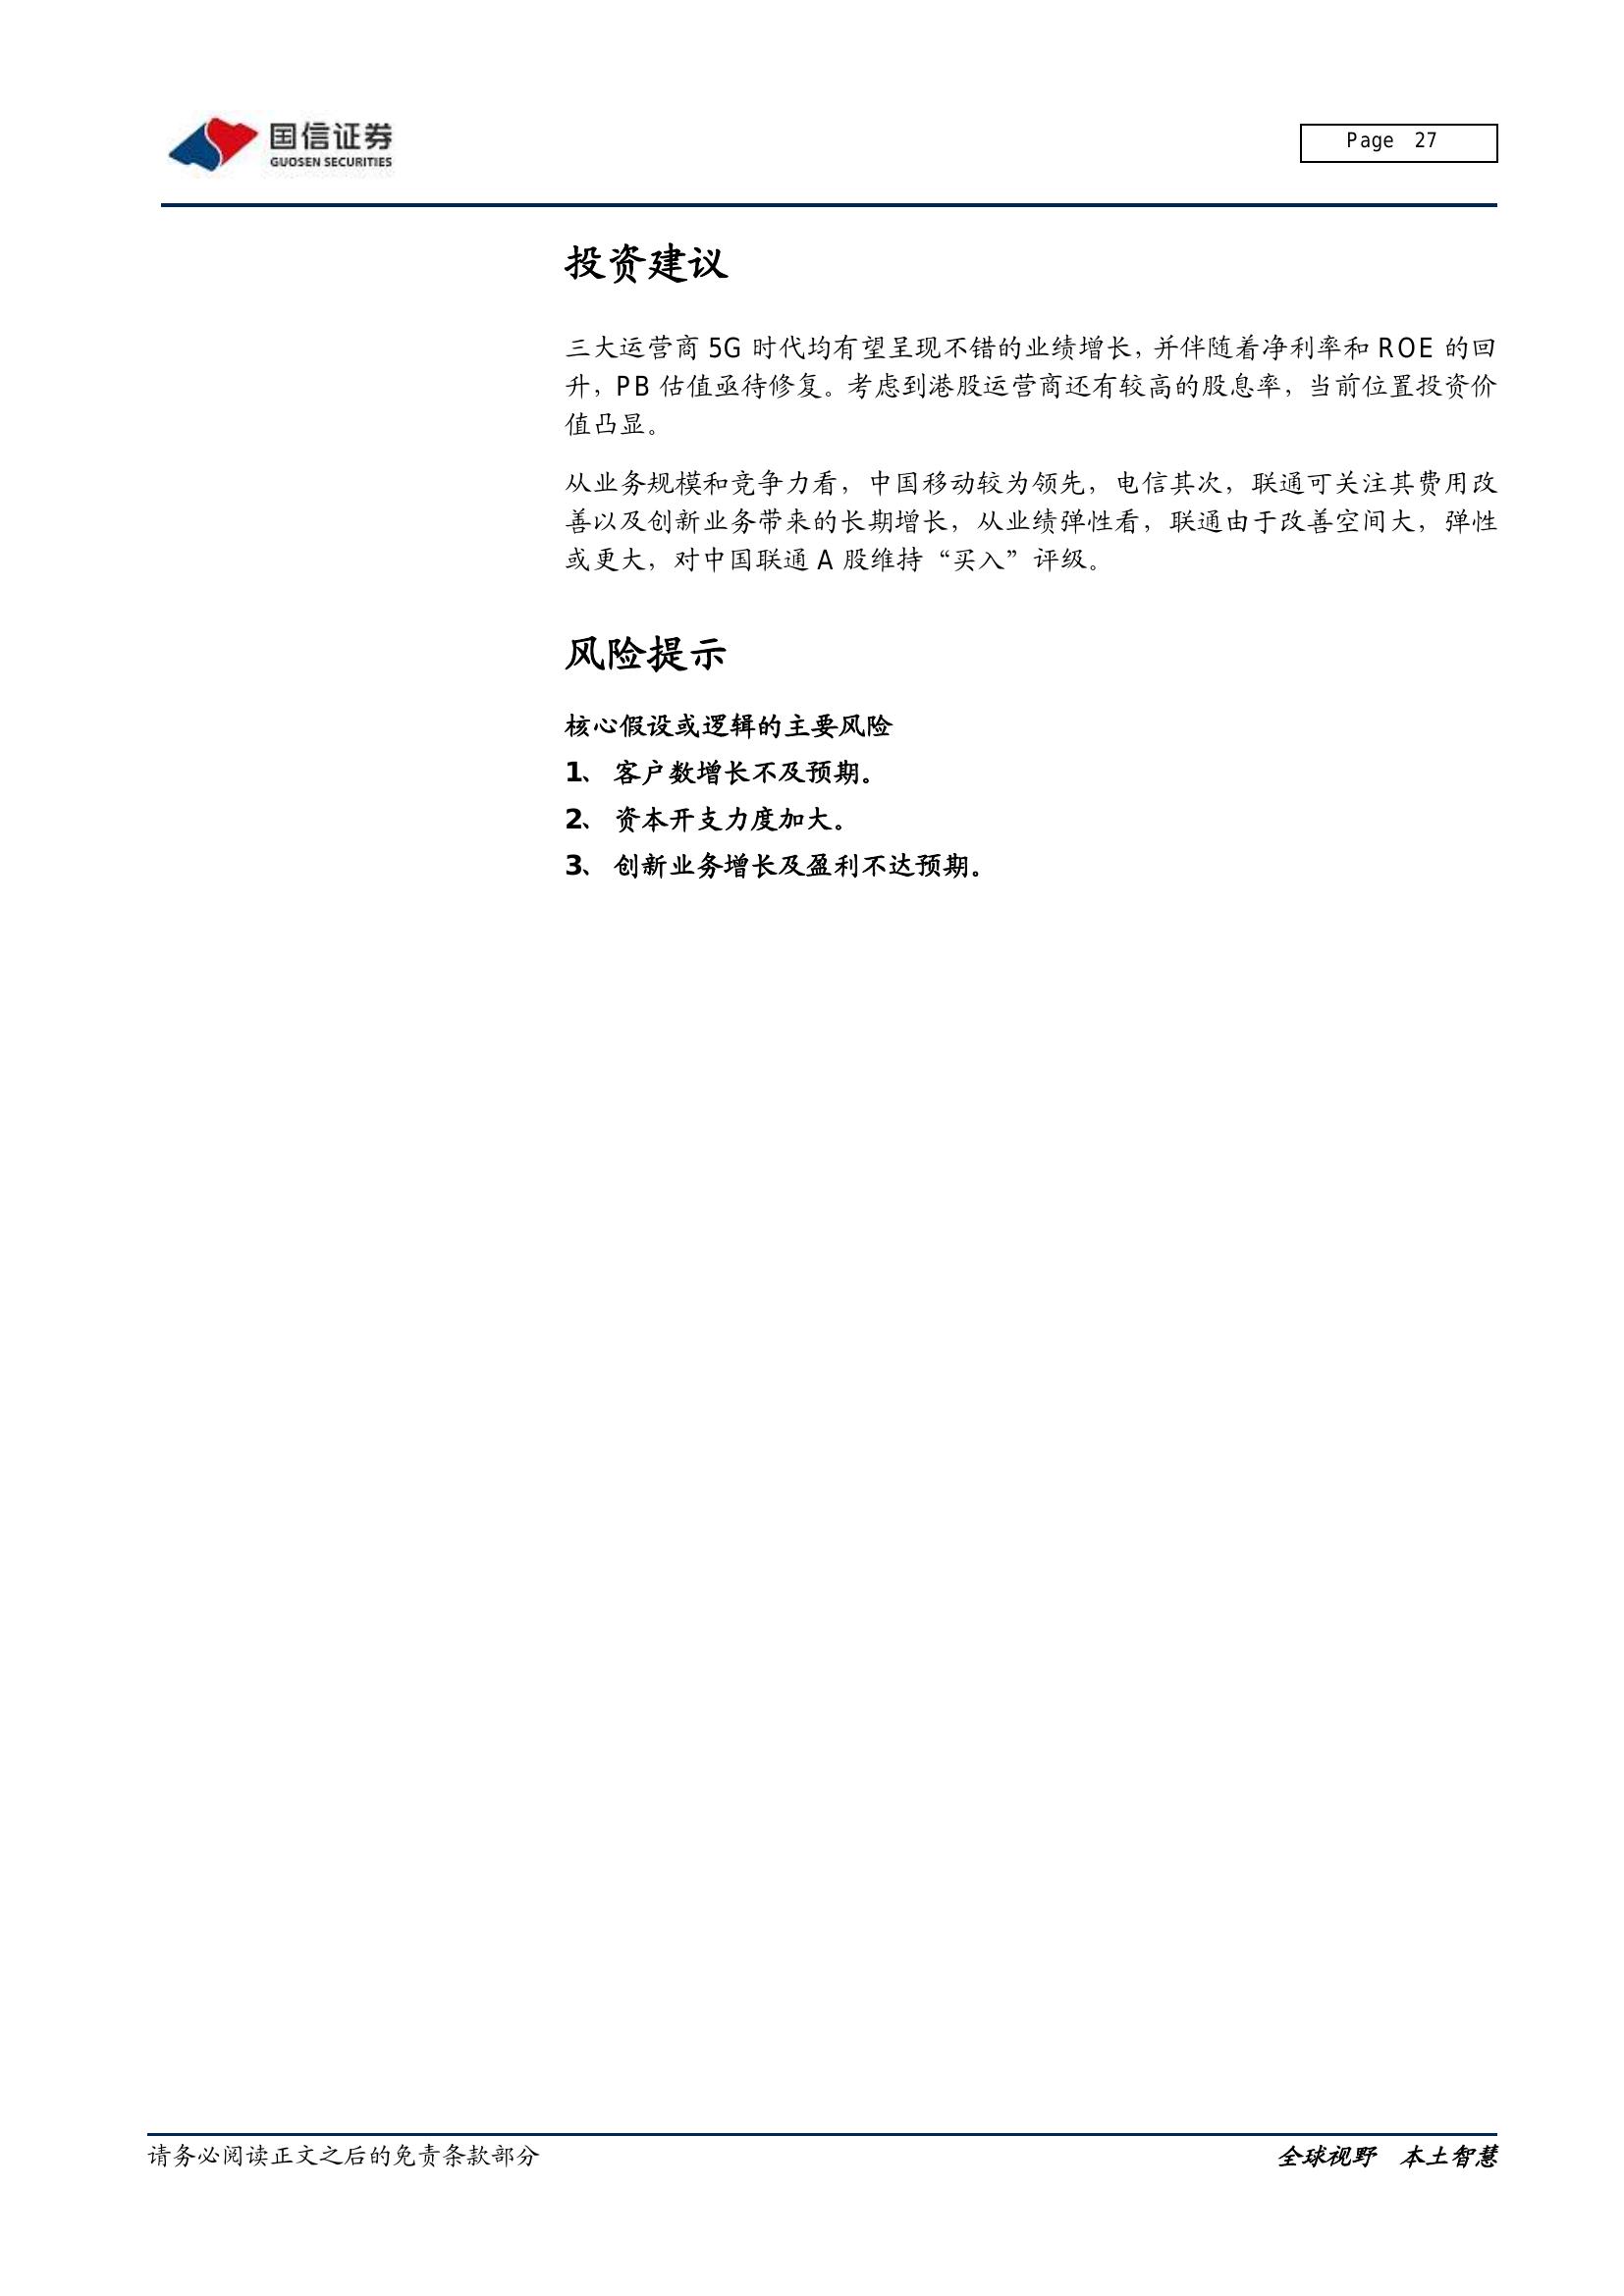 国信证券
GUOSEN SECURITIES
Page 27
投资建议
三大运营商 5G 时代均有望呈现不错的业绩增长，并伴随着净利率和 ROE 的回
升，PB 估值亟待修复。考虑到港股运营商还有较高的股息率，当前位置投资价
值凸显。
从业务规模和竞争力看，中国移动较为领先，电信其次，联通可关注其费用改
善以及创新业务带来的长期增长，从业绩弹性看，联通由于改善空间大，弹性
或更大，对中国联通 A 股维持“买入”评级。
风险提示
核心假设或逻辑的主要风险
1、 客户数增长不及预期。
2、 资本开支力度加大。
3、 创新业务增长及盈利不达预期。
请务必阅读正文之后的免责条款部分
全球视野 本土智慧